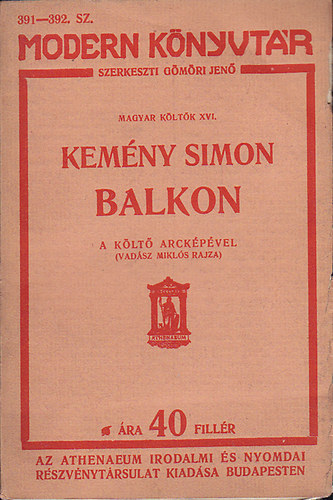 391—392. SZ.
MODERN KÖNYVTÁR
SZERKESZTI GÖMÖRI JENŐ
MAGYAR KÖLTŐK XVI.
KEMÉNY SIMON
BALKON
A KÖLTŐ ARCKÉPÉVEL
(VADÁSZ MIKLÓS RAJZA)
ATHENAEUM
ÁRA 40 FILLÉR
AZ ATHENAEUM IRODALMI ÉS NYOMDAI
RÉSZVÉNYTÁRSULAT KIADÁSA BUDAPESTEN